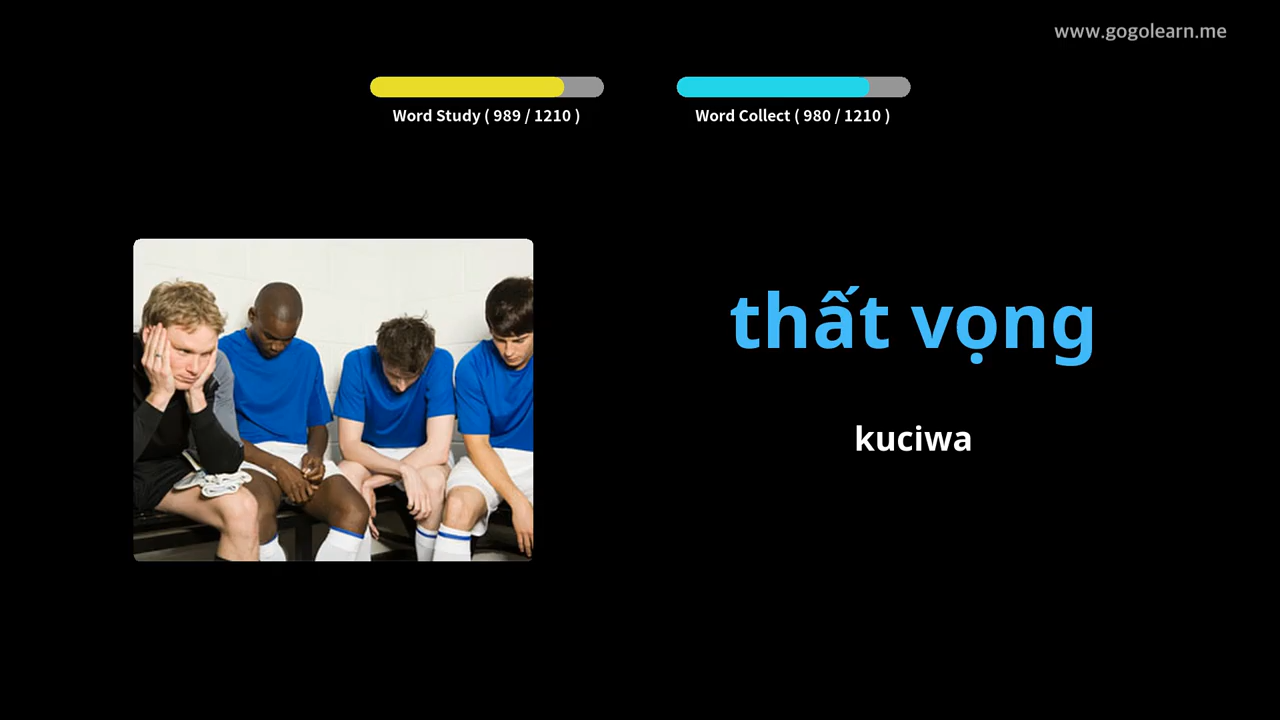 www.gogolearn.me
Word Study ( 989 / 1210 )
Word Collect ( 980 / 1210 )
thất vọng
kuciwa